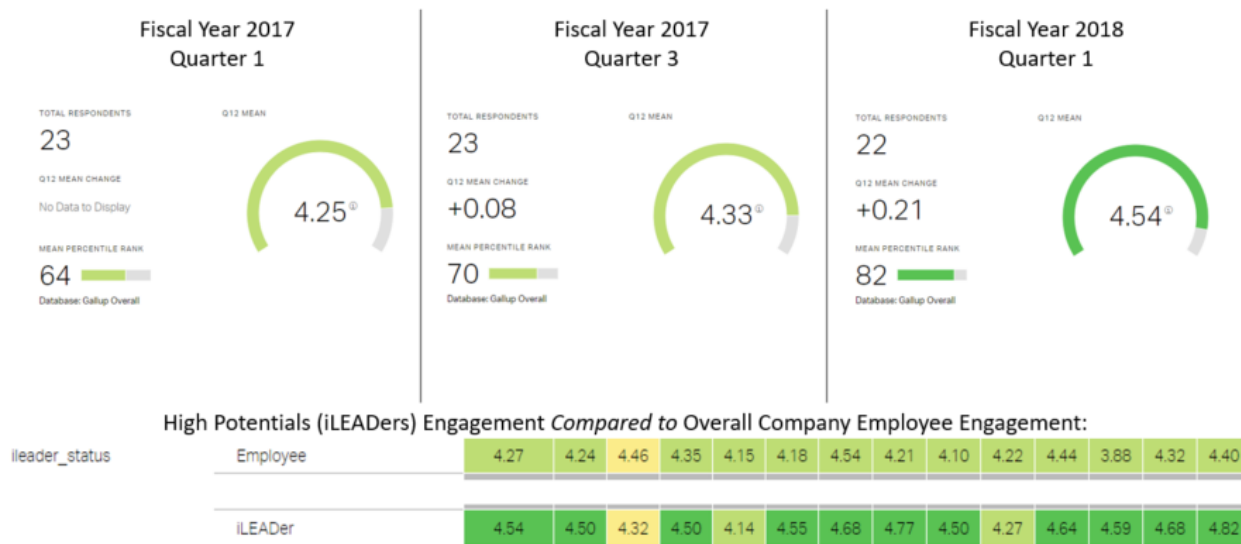 Fiscal Year 2017
Quarter 1
TOTAL RESPONDENTS
23
Q12 MEAN CHANGE
No Data to Display
MEAN PERCENTILE RANK
64
Database: Gallup Overall
Q12 MEAN
4.25
Fiscal Year 2017
Quarter 3
TOTAL RESPONDENTS
23
Q12 MEAN CHANGE
+0.08
MEAN PERCENTILE RANK
70
Database: Gallup Overall
Q12 MEAN
4.33
Fiscal Year 2018
Quarter 1
TOTAL RESPONDENTS
22
Q12 MEAN CHANGE
+0.21
MEAN PERCENTILE RANK
82
Database: Gallup Overall
Q12 MEAN
4.54
High Potentials (iLEADers) Engagement Compared to Overall Company Employee Engagement:
ileader_status Employee 4.27 4.24 4.46 4.35 4.15 4.18 4.54 4.21 4.10 4.22 4.44 3.88 4.32 4.40
iLEADer 4.54 4.50 4.32 4.50 4.14 4.55 4.68 4.77 4.50 4.27 4.64 4.59 4.68 4.82